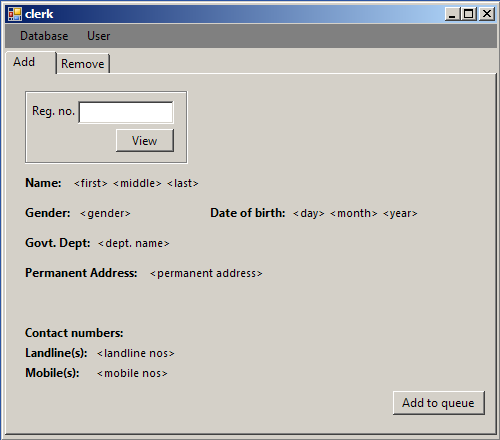 clerk
Database User
Add Remove
Reg. no.
View
Name: <first> <middle> <last>
Gender: <gender> Date of birth: <day> <month> <year>
Govt. Dept: <dept. name>
Permanent Address: <permanent address>
Contact numbers:
Landline(s): <landline nos>
Mobile(s): <mobile nos>
Add to queue